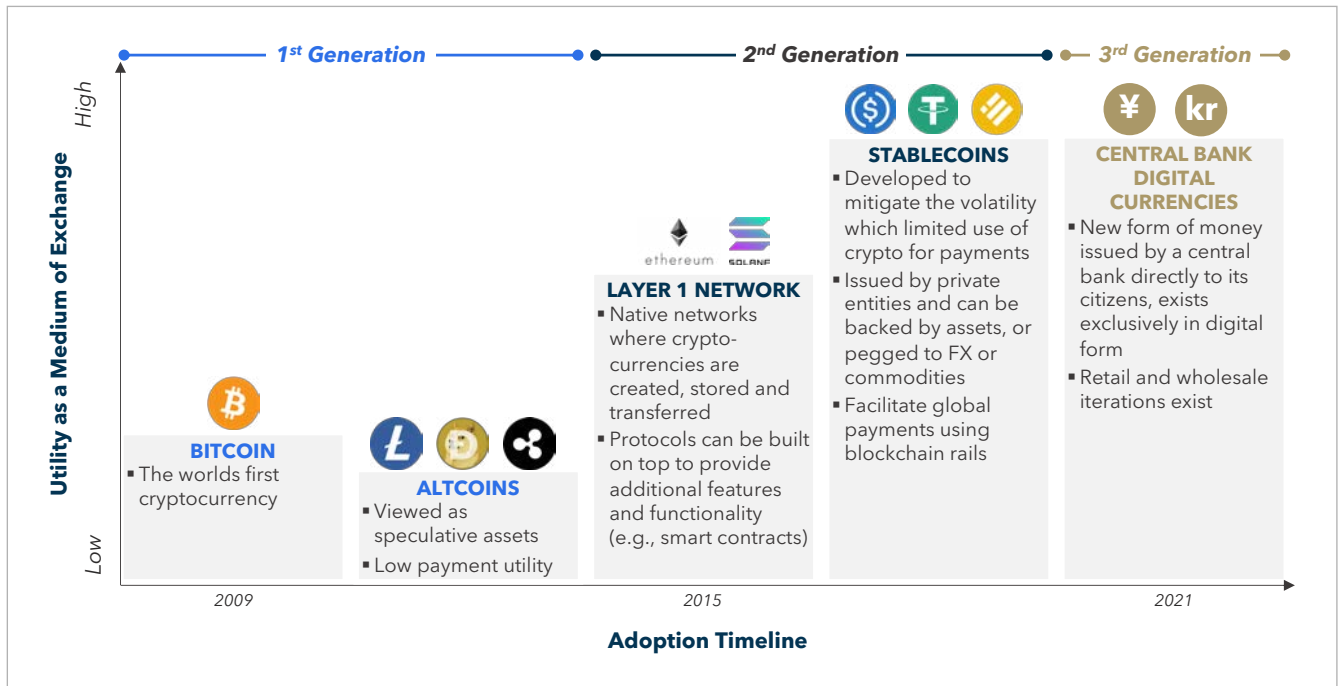 1st Generation
2nd Generation
3rd Generation
High
Utility as a Medium of Exchange
Low
BITCOIN
▪ The worlds first
cryptocurrency
ALTCOINS
▪ Viewed as
speculative assets
▪ Low payment utility
ethereum
SOLANA
LAYER 1 NETWORK
▪ Native networks
where crypto-
currencies are
created, stored and
transferred
▪ Protocols can be built
on top to provide
additional features
and functionality
(e.g., smart contracts)
STABLECOINS
▪ Developed to
mitigate the volatility
which limited use of
crypto for payments
▪ Issued by private
entities and can be
backed by assets, or
pegged to FX or
commodities
▪ Facilitate global
payments using
blockchain rails
¥
kr
CENTRAL BANK
DIGITAL
CURRENCIES
▪ New form of money
issued by a central
bank directly to its
citizens, exists
exclusively in digital
form
▪ Retail and wholesale
iterations exist
2009
2015
2021
Adoption Timeline